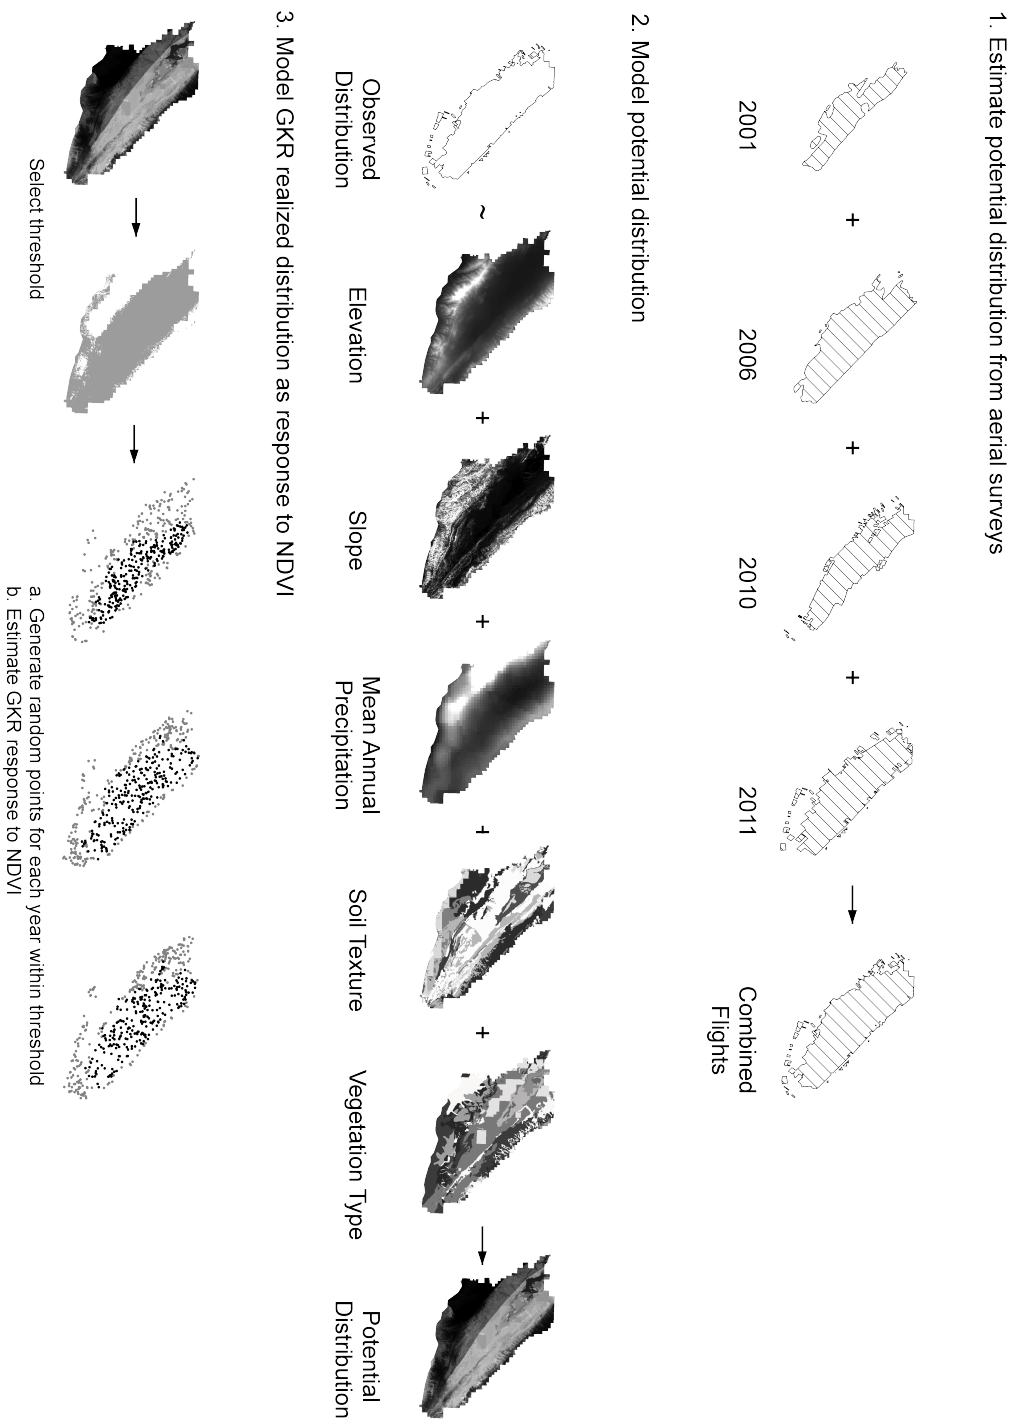 1. Estimate potential distribution from aerial surveys
+
+
+
2001
2006
2010
2011
Combined
Flights
2. Model potential distribution
~
+
+
+
+
Observed
Distribution
Elevation
Slope
Mean Annual
Precipitation
Soil Texture
Vegetation Type
Potential
Distribution
3. Model GKR realized distribution as response to NDVI
Select threshold
a. Generate random points for each year within threshold
b. Estimate GKR response to NDVI